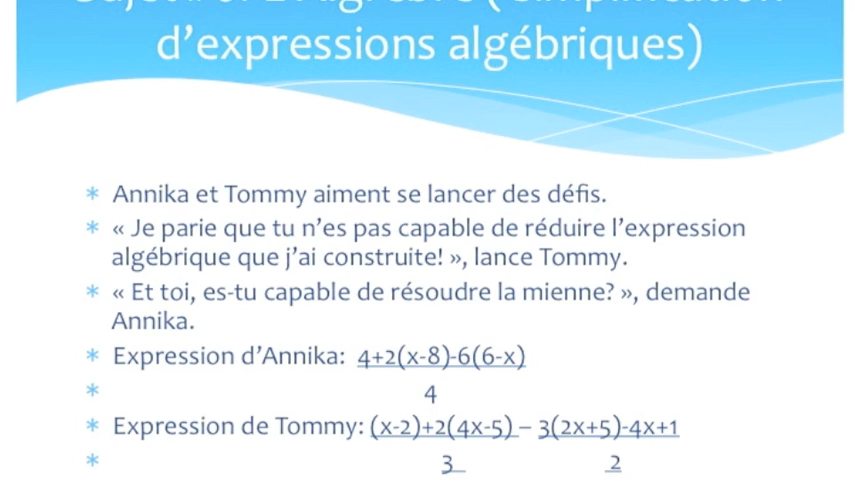 d’expressions algébriques)
* Annika et Tommy aiment se lancer des défis.
* « Je parie que tu n’es pas capable de réduire l’expression
algébrique que j’ai construite! », lance Tommy.
* « Et toi, es-tu capable de résoudre la mienne? », demande
Annika.
* Expression d’Annika: 4+2(x-8)-6(6-x)
* 4
* Expression de Tommy: (x-2)+2(4x-5) – 3(2x+5)-4x+1
* 3 2